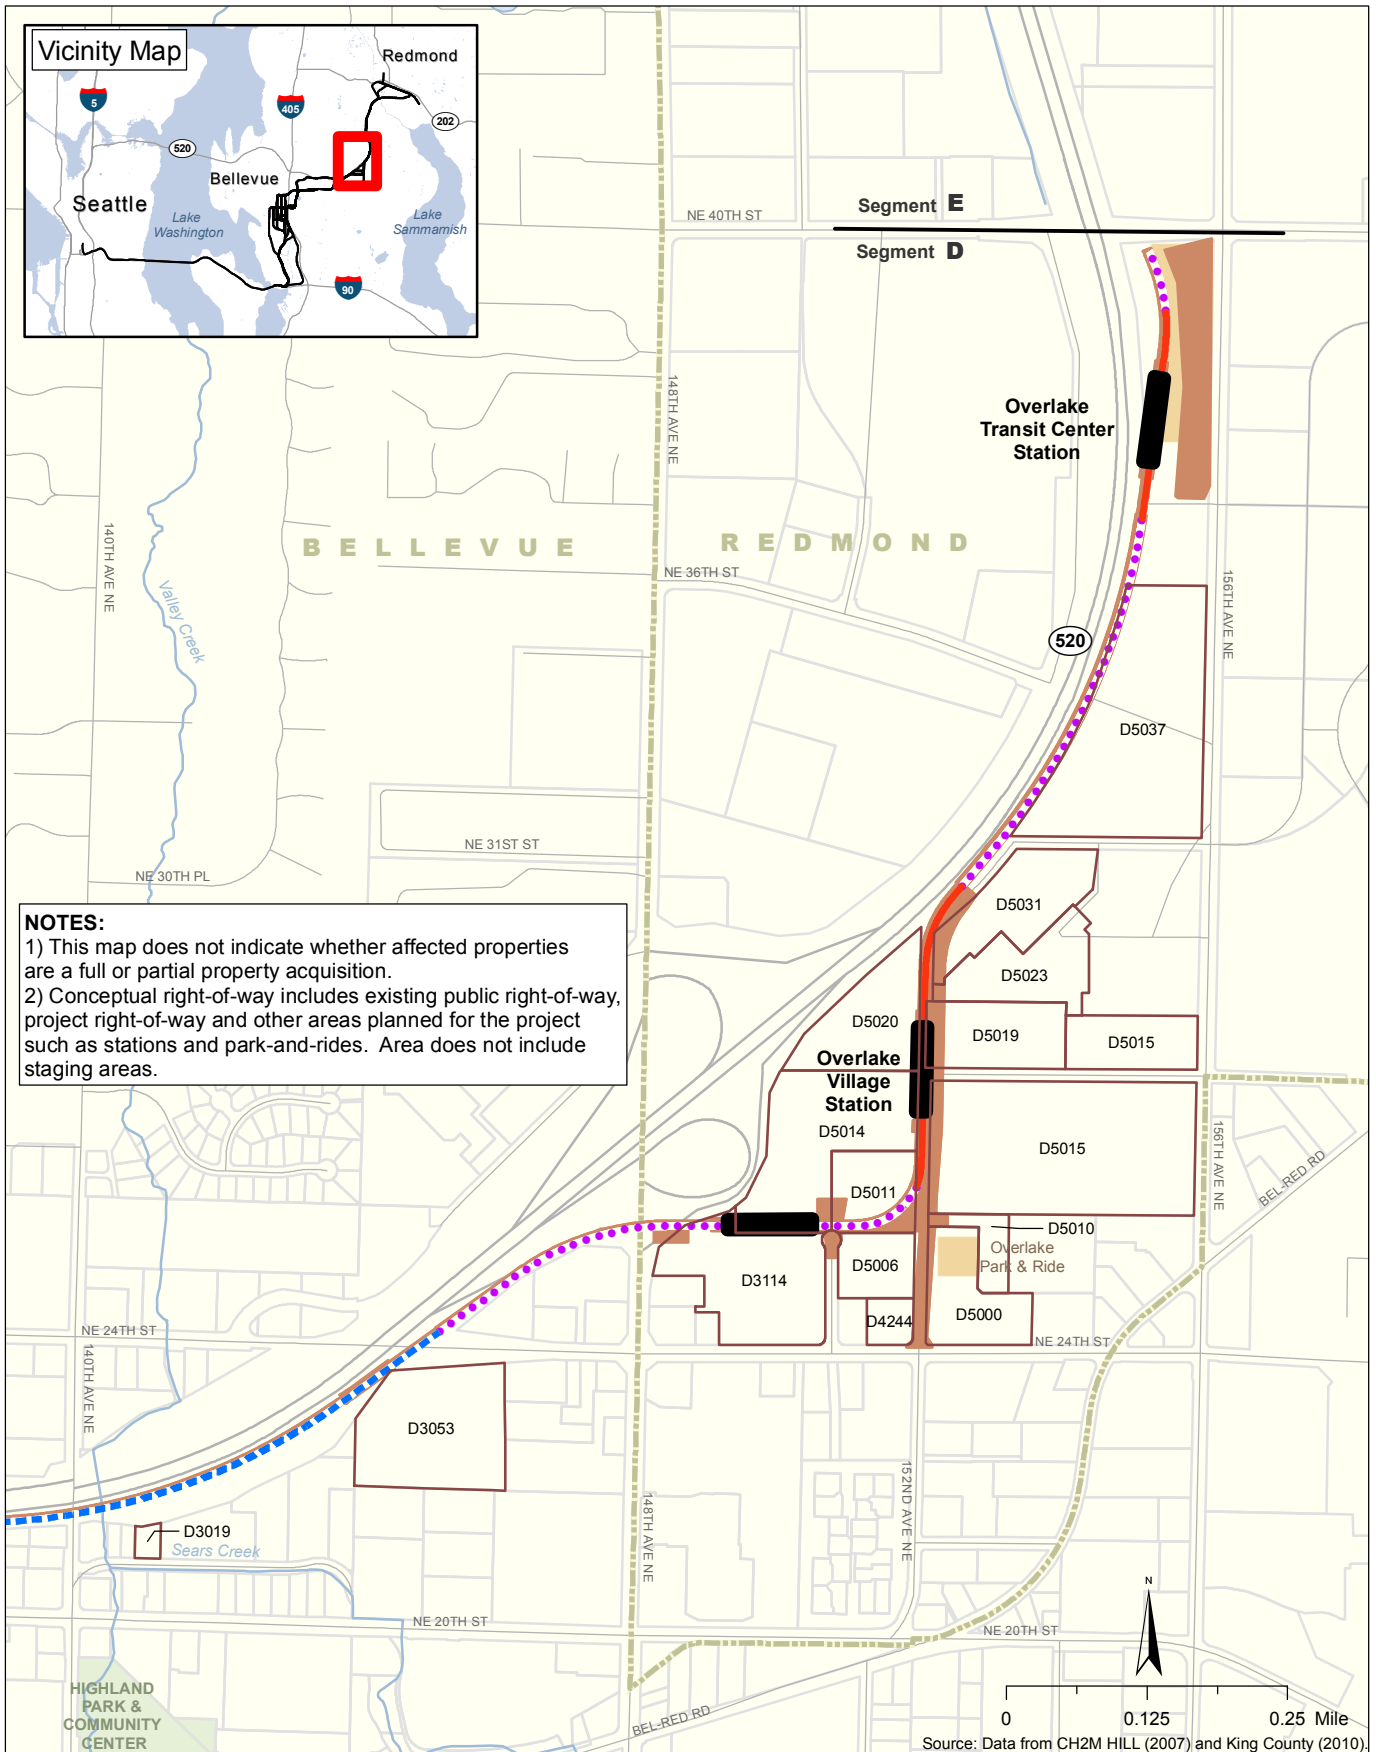 Vicinity Map
Redmond
5
405
202
520
Bellevue
Seattle
Lake
Washington
Lake
Sammamish
90
Segment E
NE 40TH ST
Segment D
148TH AVE NE
Overlake
Transit Center
Station
140TH AVE NE
BELLEVUE
REDMOND
NE 36TH ST
Valley Creek
156TH AVE NE
520
D5037
NE 31ST ST
NE 30TH PL
NOTES:
1) This map does not indicate whether affected properties
are a full or partial property acquisition.
2) Conceptual right-of-way includes existing public right-of-way,
project right-of-way and other areas planned for the project
such as stations and park-and-rides. Area does not include
staging areas.
D5031
D5023
D5020
D5019
D5015
Overlake
Village
Station
D5014
D5015
156TH AVE NE
BEL-RED RD
D5011
D5010
Overlake
Park & Ride
D3114
D5006
D4244
D5000
NE 24TH ST
NE 24TH ST
140TH AVE NE
D3053
152ND AVE NE
148TH AVE NE
D3019
Sears Creek
NE 20TH ST
NE 20TH ST
N
HIGHLAND
PARK &
COMMUNITY
CENTER
BEL-RED RD
0 0.125 0.25 Mile
Source: Data from CH2M HILL (2007) and King County (2010).